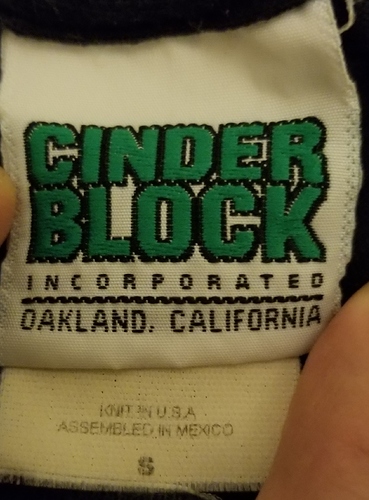 CINDER
BLOCK
INCORPORATED
OAKLAND, CALIFORNIA
KNIT IN U.S.A
ASSEMBLED IN MEXICO
S